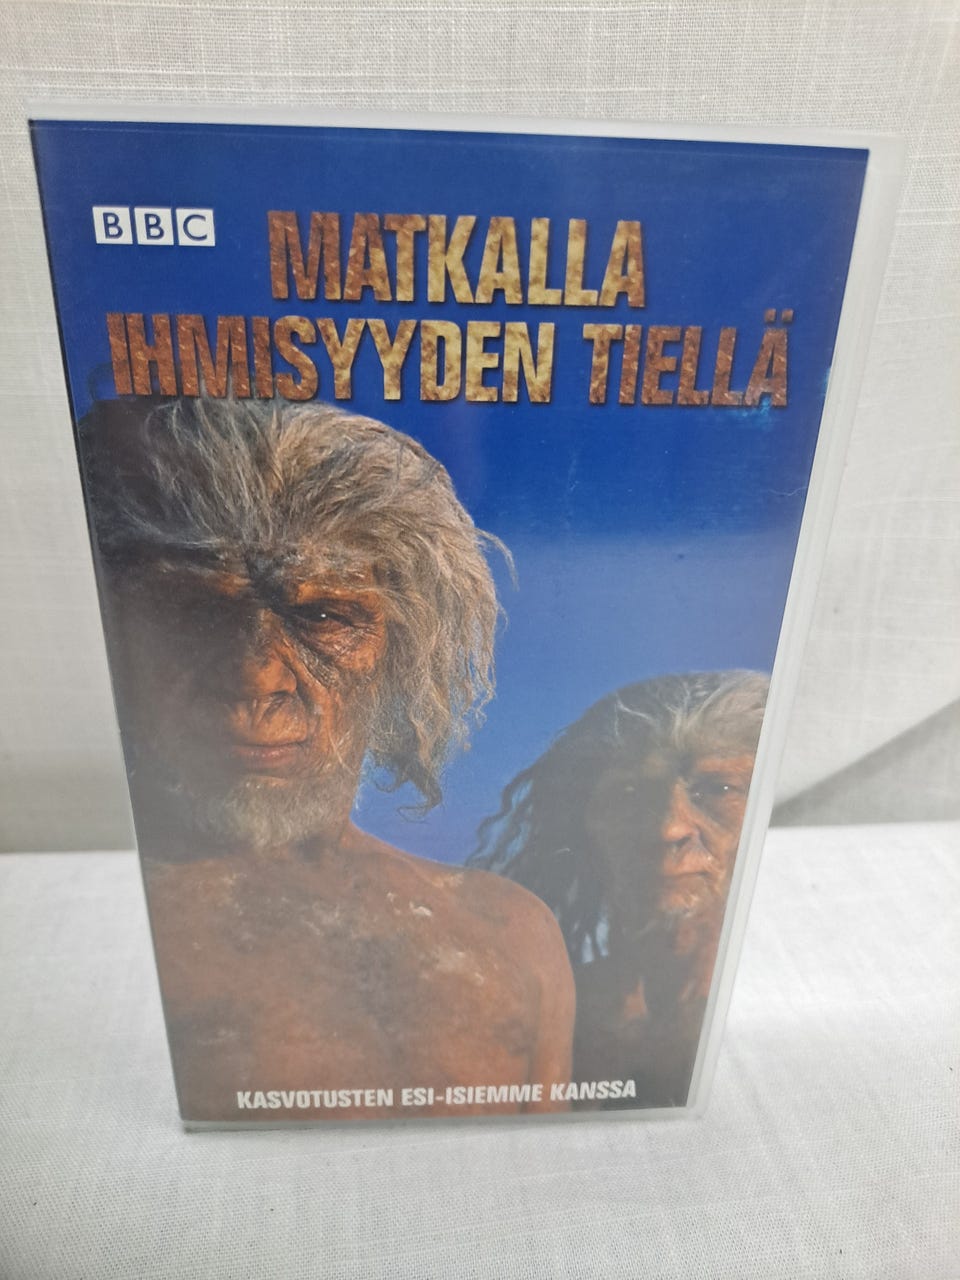 BBC
MATKALLA
IHMISYYDEN TIELLÄ
KASVOTUSTEN ESI-ISIEMME KANSSA